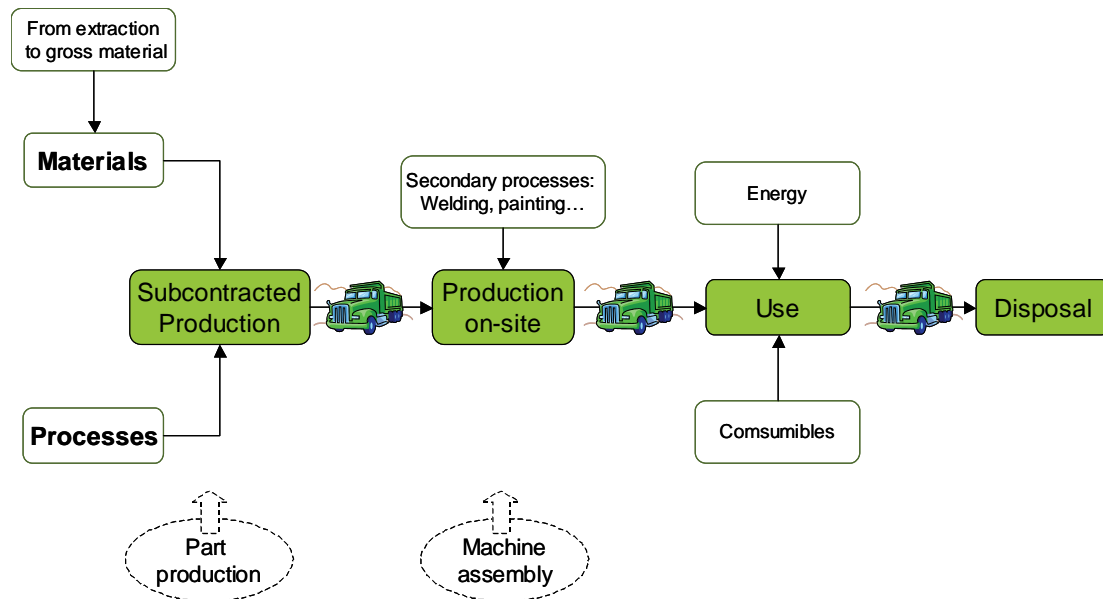 From extraction
to gross material
Materials
Secondary processes:
Welding, painting…
Energy
Subcontracted
Production
Production
on-site
Use
Disposal
Processes
Comsumibles
Part
production
Machine
assembly